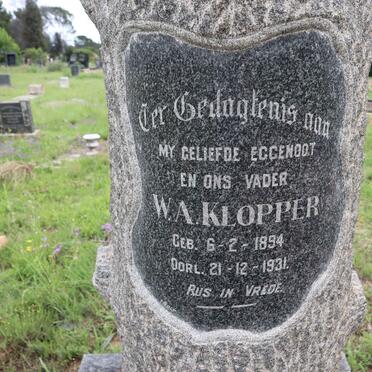 Ter Gedagtenis aan
MY GELIEFDE EGGENOOT
EN ONS VADER
W.A. KLOPPER
GEB. 6-2-1894
OORL. 21-12-1931.
RUS IN VREDE.